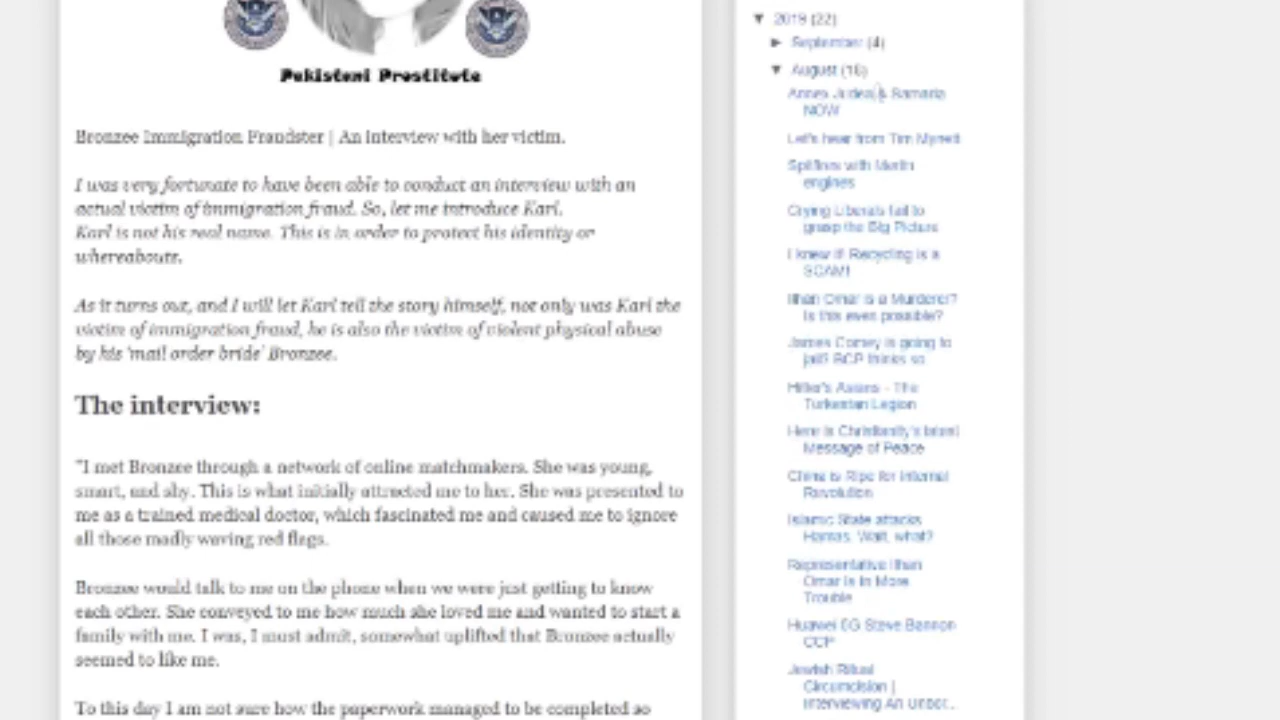 Pakistani Prostitute
Bronzee Immigration Fraudster | An interview with her victim.
I was very fortunate to have been able to conduct an interview with an
actual victim of immigration fraud. So, let me introduce Karl.
Karl is not his real name. This is in order to protect his identity or
whereabouts.
As it turns out, and I will let Karl tell the story himself, not only was Karl the
victim of immigration fraud, he is also the victim of violent physical abuse
by his 'mail order bride' Bronzee.
The interview:
"I met Bronzee through a network of online matchmakers. She was young,
smart, and shy. This is what initially attracted me to her. She was presented to
me as a trained medical doctor, which fascinated me and caused me to ignore
all those madly waving red flags.
Bronzee would talk to me on the phone when we were just getting to know
each other. She conveyed to me how much she loved me and wanted to start a
family with me. I was, I must admit, somewhat uplifted that Bronzee actually
seemed to like me.
To this day I am not sure how the paperwork managed to be completed so
▼ 2019 (22)
► September (4)
▼ August (18)
Annex Judea & Samaria
NOW
Let's hear from Tim Mynett
Spitfires with Merlin
engines
Crying Liberals fail to
grasp the Big Picture
I knew it! Recycling is a
SCAM!
Ilhan Omar is a Murderer?
Is this even possible?
James Comey is going to
jail? BCP thinks so
Hitler's Asians - The
Turkestan Legion
Here is Christianity's latest
Message of Peace
China is Ripe for Internal
Revolution
Islamic State attacks
Hamas. Wait, what?
Representative Ilhan
Omar is in More
Trouble
Huawei 5G Steve Bannon
CCP
Jewish Ritual
Circumcision |
Interviewing An Unbor...